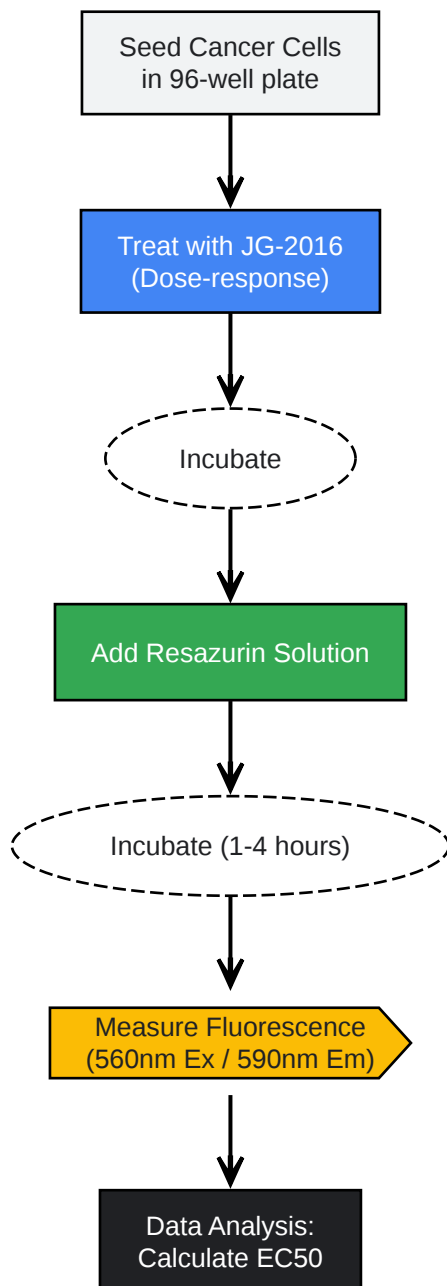 Seed Cancer Cells
in 96-well plate
Treat with JG-2016
(Dose-response)
Incubate
Add Resazurin Solution
Incubate (1-4 hours)
Measure Fluorescence
(560nm Ex / 590nm Em)
Data Analysis:
Calculate EC50